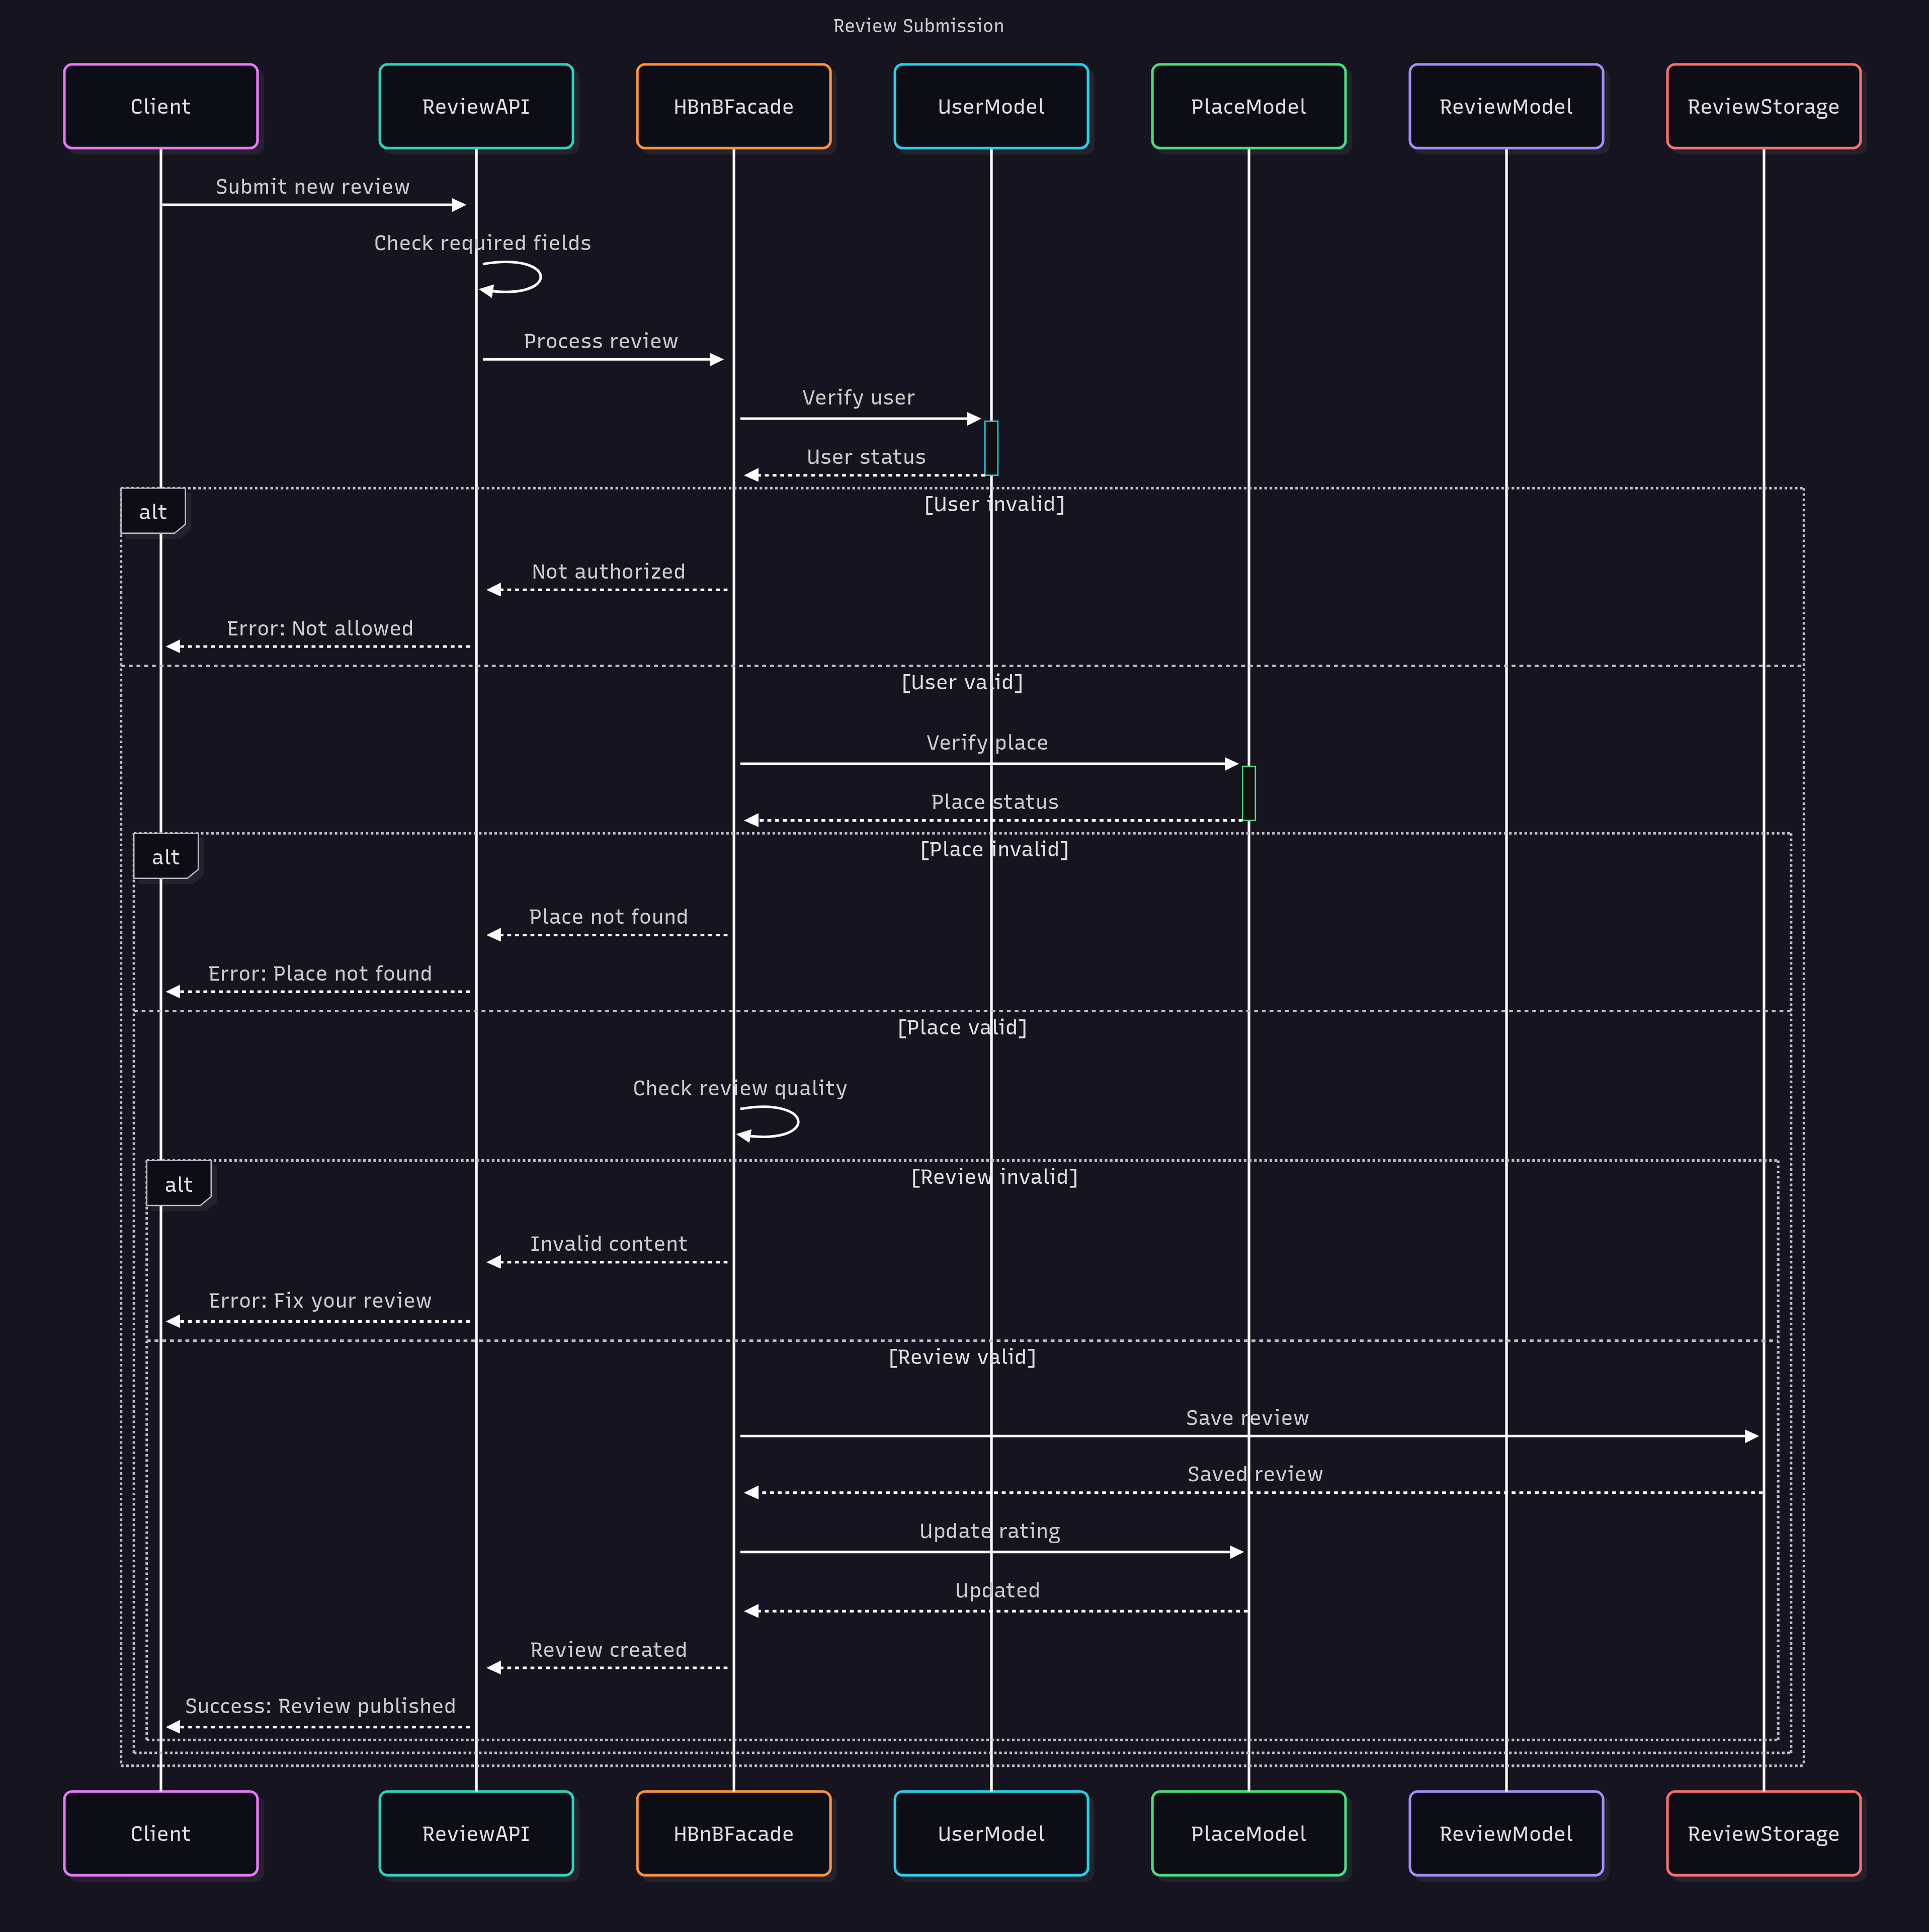 Review Submission
Client
ReviewAPI
HBnBFacade
UserModel
PlaceModel
ReviewModel
ReviewStorage
Submit new review
Check required fields
Process review
Verify user
User status
alt
[User invalid]
Not authorized
Error: Not allowed
[User valid]
Verify place
Place status
alt
[Place invalid]
Place not found
Error: Place not found
[Place valid]
Check review quality
alt
[Review invalid]
Invalid content
Error: Fix your review
[Review valid]
Save review
Saved review
Update rating
Updated
Review created
Success: Review published
Client
ReviewAPI
HBnBFacade
UserModel
PlaceModel
ReviewModel
ReviewStorage